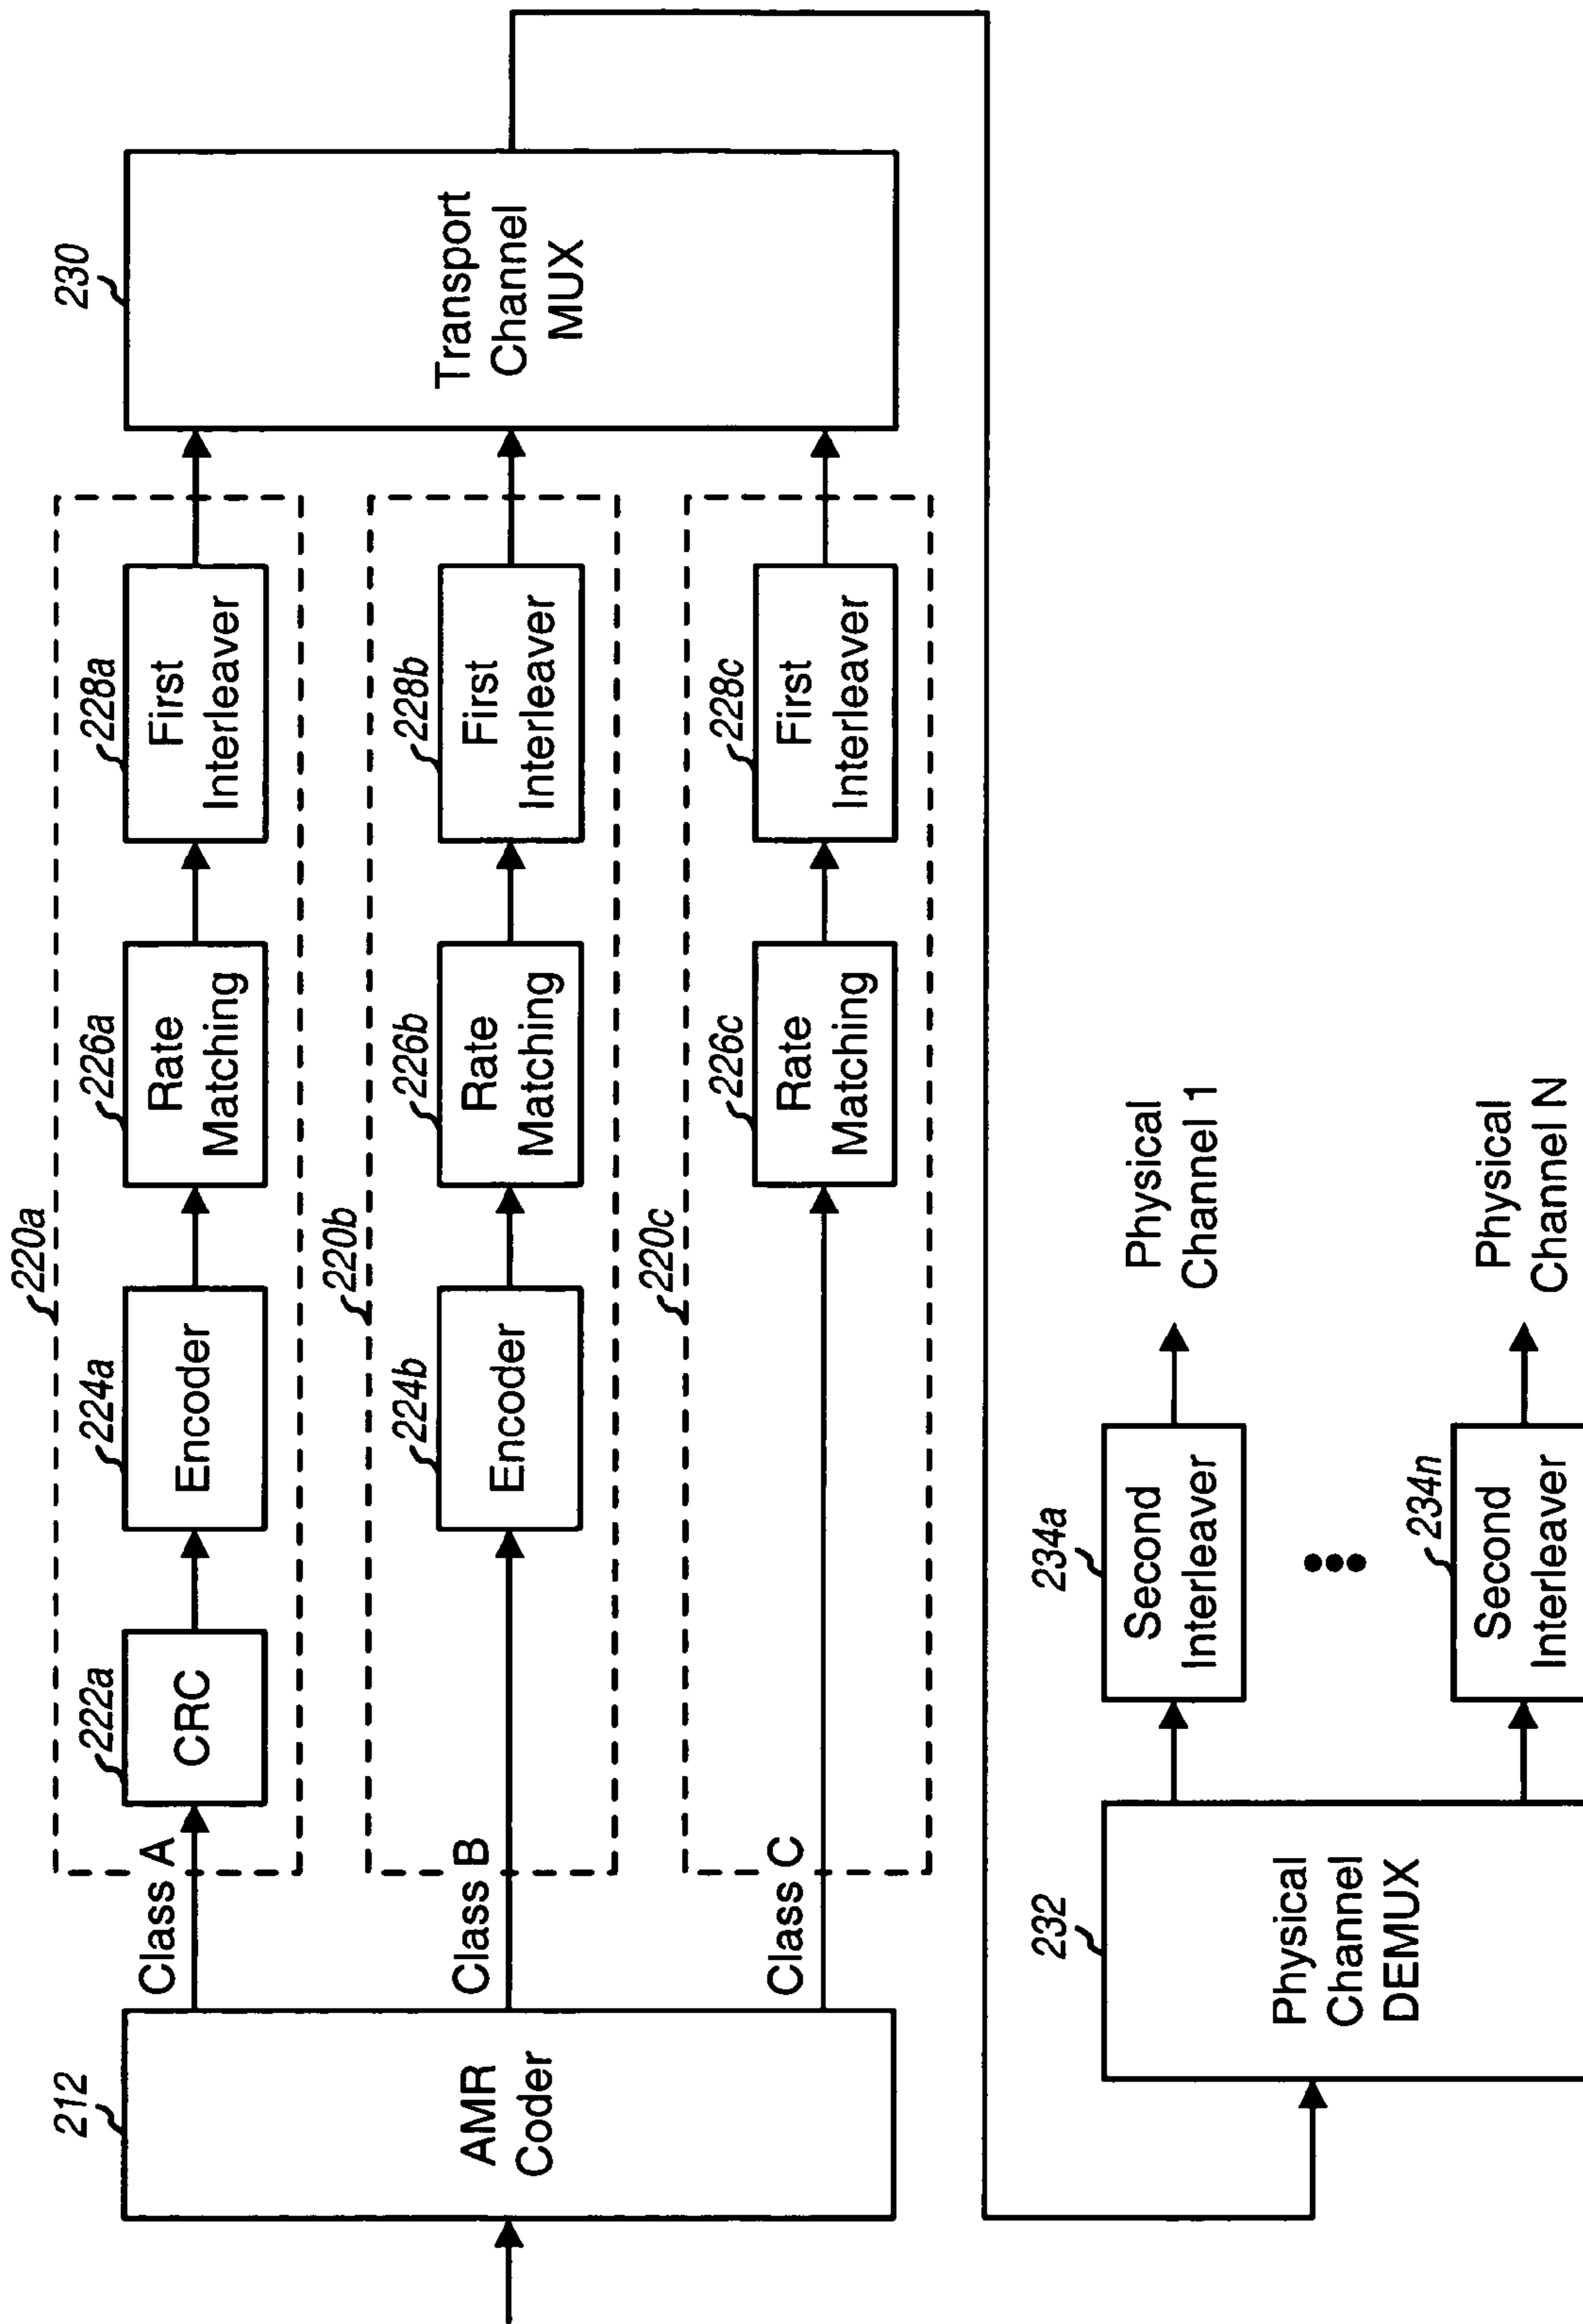 212
AMR
Coder
Class A
Class B
Class C
220a
222a
CRC
224a
Encoder
226a
Rate
Matching
228a
First
Interleaver
220b
224b
Encoder
226b
Rate
Matching
228b
First
Interleaver
220c
226c
Rate
Matching
228c
First
Interleaver
230
Transport
Channel
MUX
232
Physical
Channel
DEMUX
234a
Second
Interleaver
Physical
Channel 1
234n
Second
Interleaver
Physical
Channel N